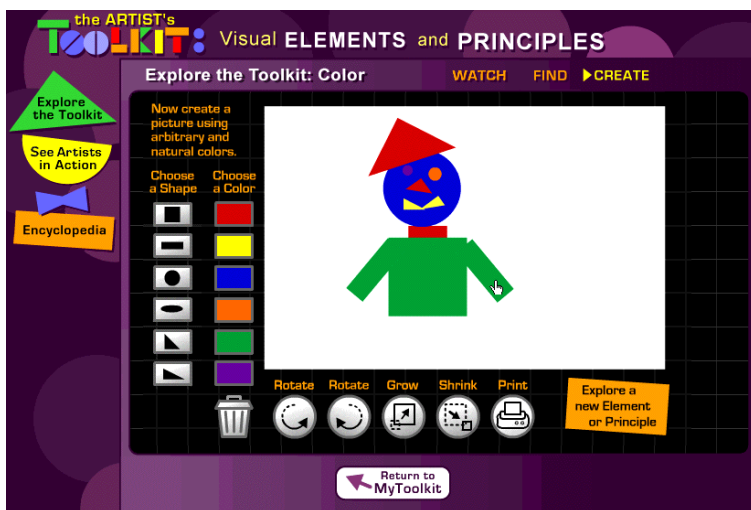 the ARTIST's
TOOLKIT:
Visual ELEMENTS and PRINCIPLES
Explore the Toolkit: Color
WATCH
FIND
CREATE
Explore
the Toolkit
See Artists
in Action
Encyclopedia
Now create a
picture using
arbitrary and
natural colors.
Choose
a Shape
Choose
a Color
Rotate
Rotate
Grow
Shrink
Print
Explore a
new Element
or Principle
Return to
MyToolkit